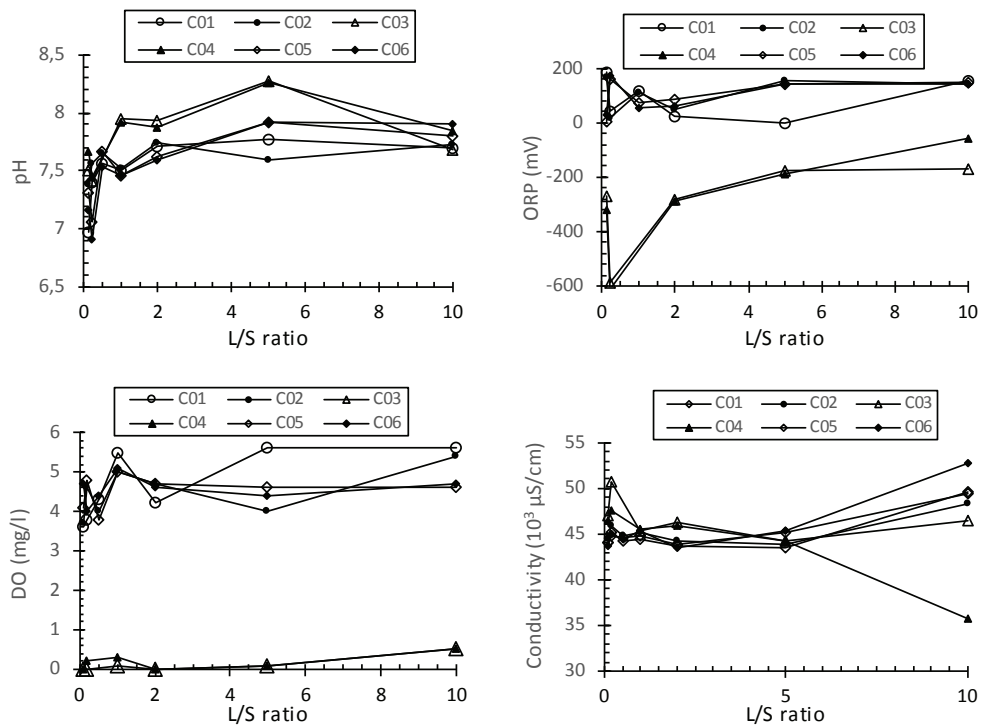 C01 C02 C03
C04 C05 C06
8,5
8
7,5
7
6,5
pH
0 2 4 6 8 10
L/S ratio
C01 C02 C03
C04 C05 C06
200
0
-200
-400
-600
ORP (mV)
0 5 10
L/S ratio
C01 C02 C03
C04 C05 C06
6
5
4
3
2
1
0
DO (mg/l)
0 2 4 6 8 10
L/S ratio
C01 C02 C03
C04 C05 C06
55
50
45
40
35
30
Conductivity (10³ µS/cm)
0 5 10
L/S ratio